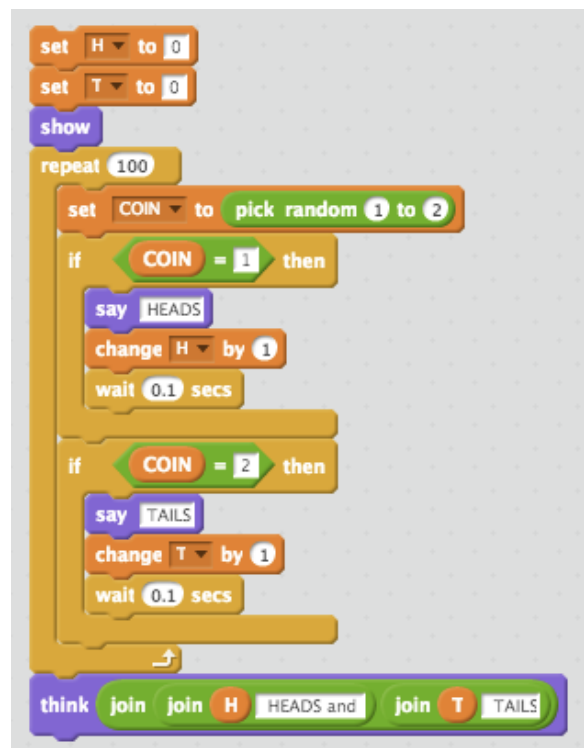 set H to 0
set T to 0
show
repeat 100
set COIN to pick random 1 to 2
if COIN = 1 then
say HEADS
change H by 1
wait 0.1 secs
if COIN = 2 then
say TAILS
change T by 1
wait 0.1 secs
think join join H HEADS and join T TAILS